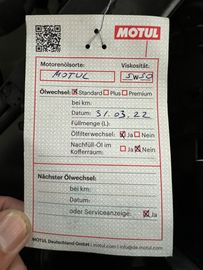 MOTUL
Motorenölsorte: Viskosität:
MOTUL 5W50
Ölwechsel: Standard Plus Premium
bei km:
Datum: 31.03.22
Füllmenge (L):
Ölfilterwechsel: Ja Nein
Nachfüll-Öl im
Kofferraum: Ja Nein
Nächster Ölwechsel:
bei km:
oder Datum:
oder Serviceanzeige: Ja
MOTUL Deutschland GmbH | motul.com | info@de.motul.com